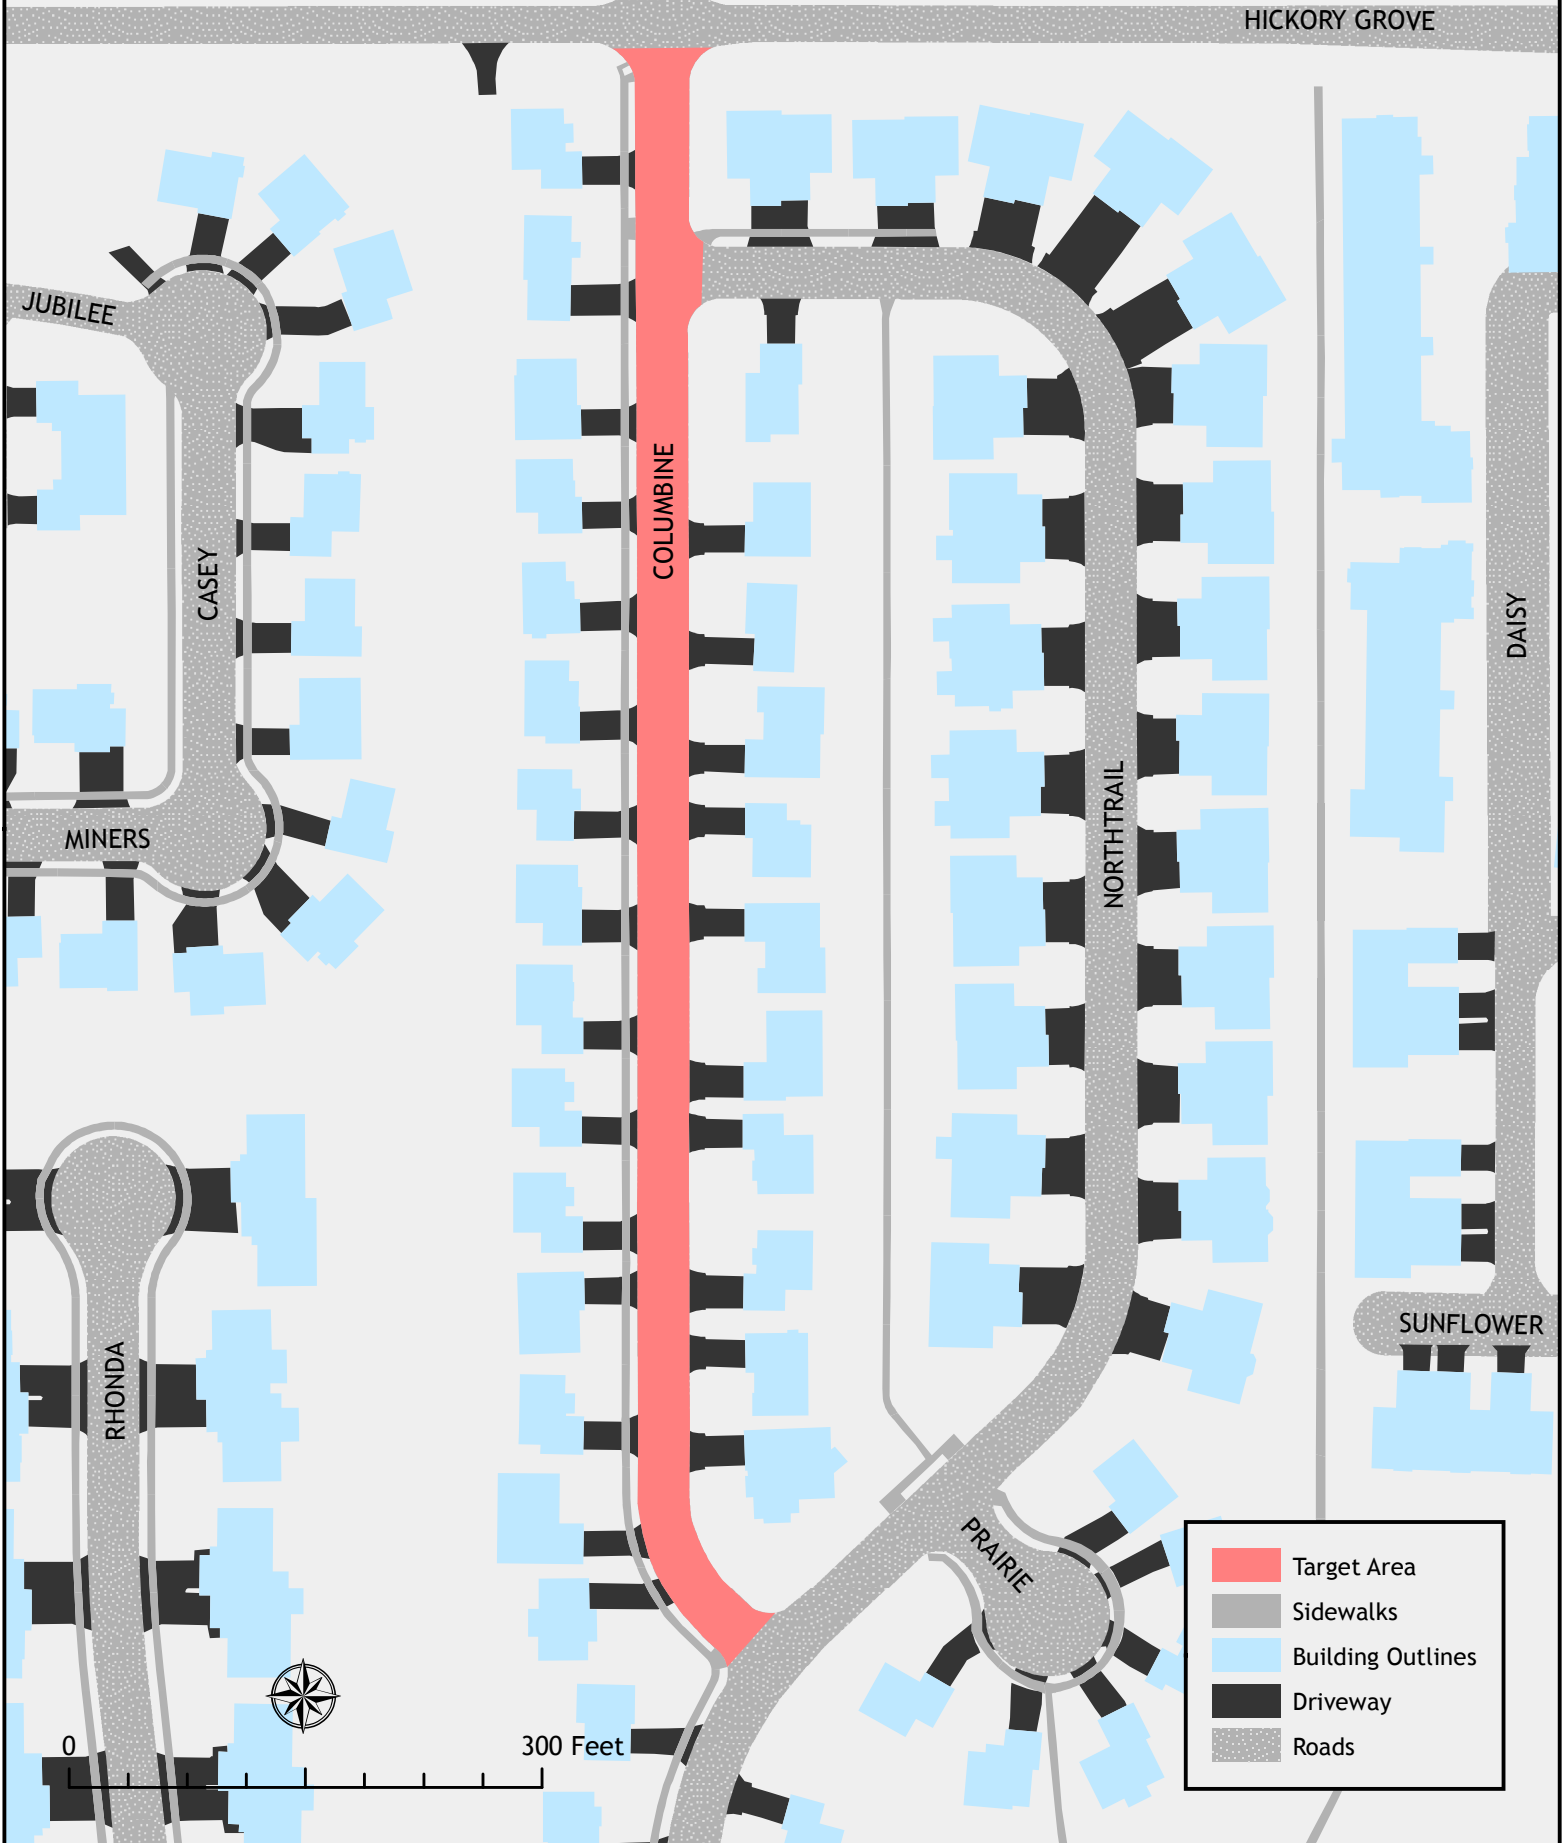 HICKORY GROVE
JUBILEE
COLUMBINE
CASEY
DAISY
NORTHTRAIL
MINERS
SUNFLOWER
RHONDA
PRAIRIE
Target Area
Sidewalks
Building Outlines
Driveway
Roads
0 300 Feet